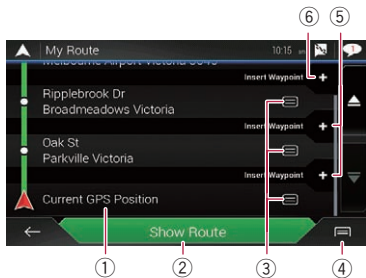 ⑥ ⑤
My Route 10:15
Melbourne Airport Victoria 3045
Insert Waypoint
Ripplebrook Dr
Broadmeadows Victoria
Insert Waypoint
Oak St
Parkville Victoria
Insert Waypoint
Current GPS Position
Show Route
① ② ③ ④